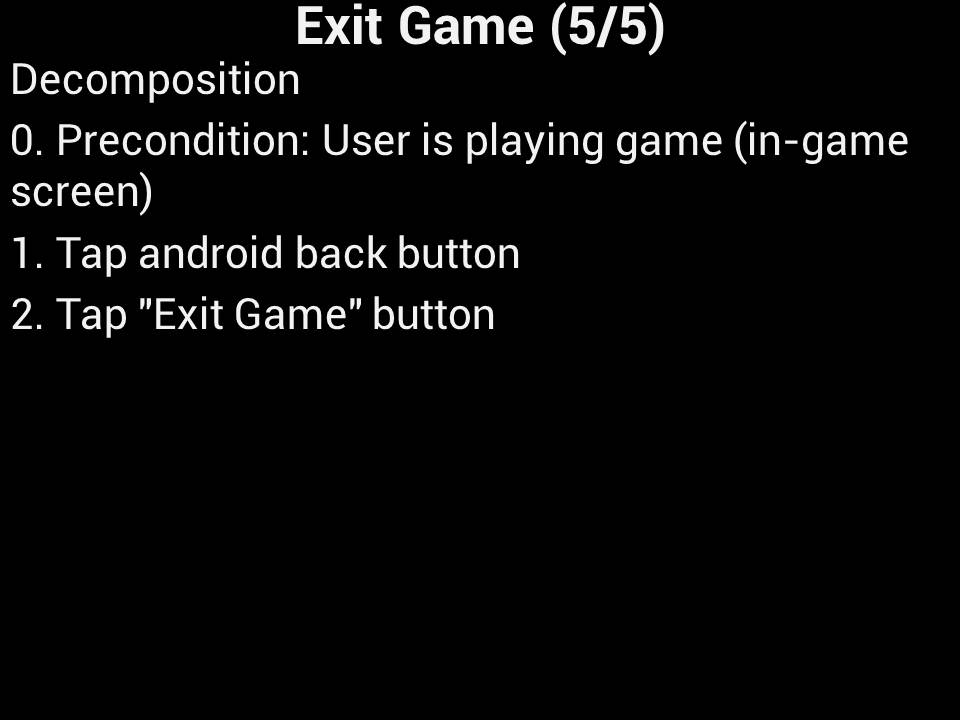 Exit Game (5/5)
Decomposition
0. Precondition: User is playing game (in-game
screen)
1. Tap android back button
2. Tap "Exit Game" button